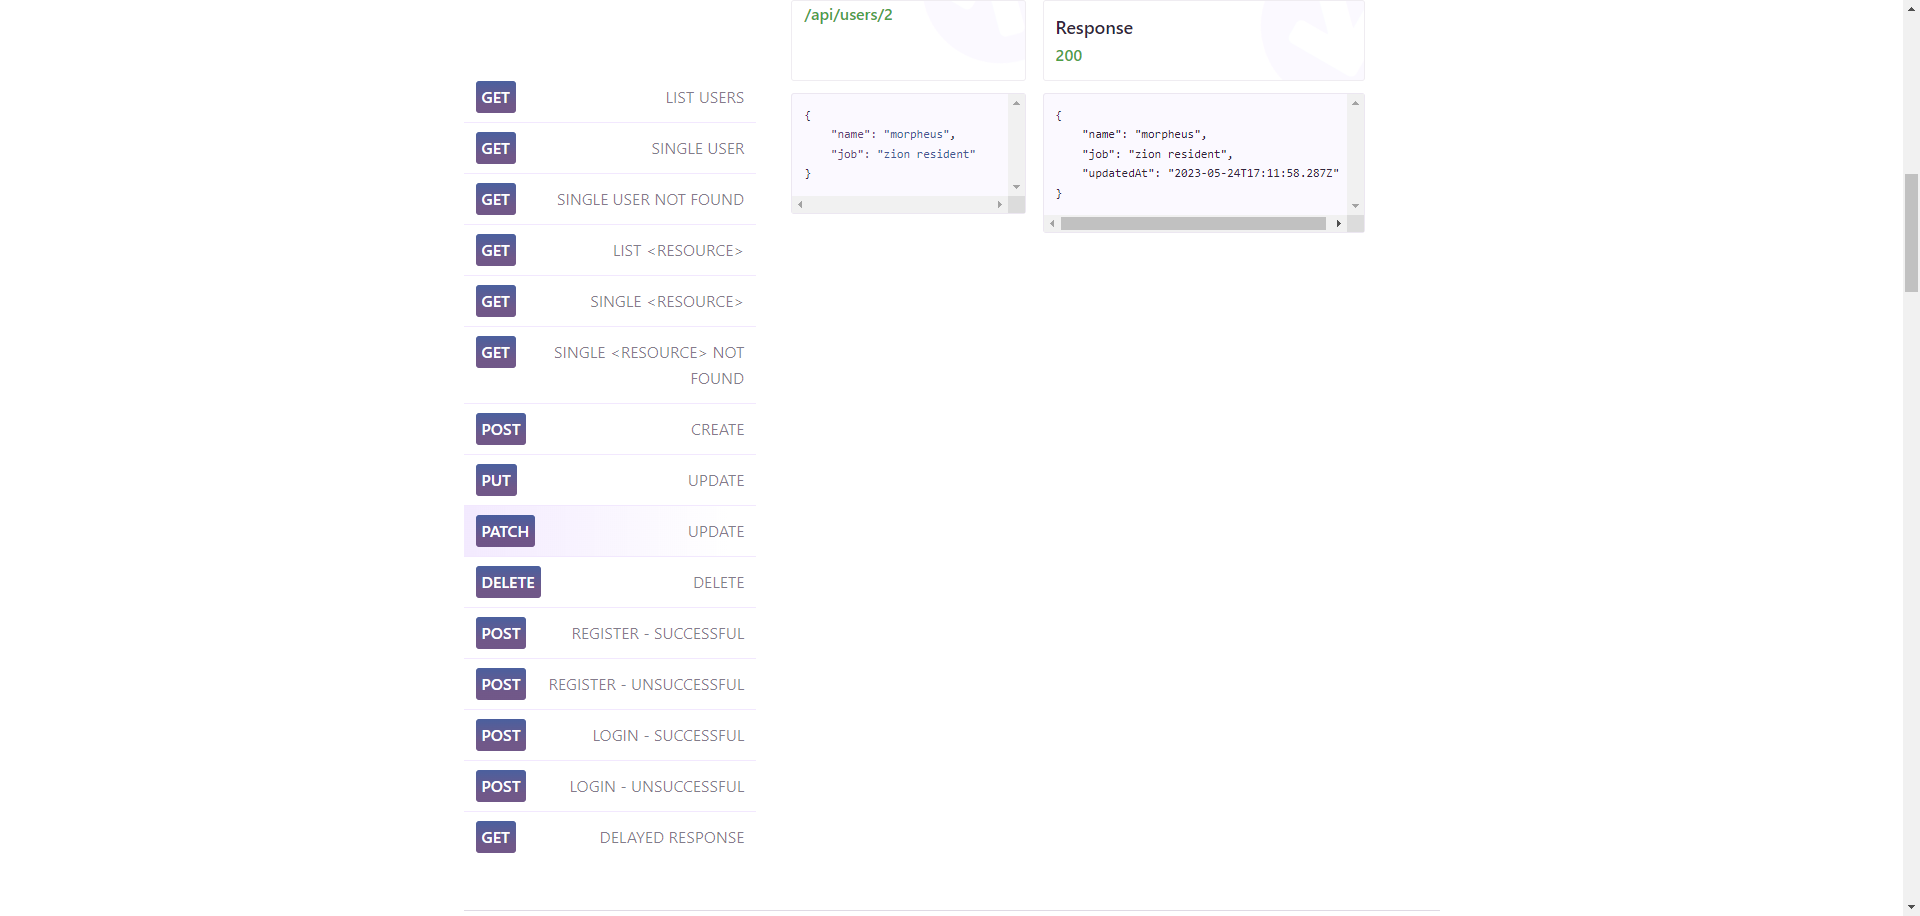 /api/users/2
Response
200
GET LIST USERS
GET SINGLE USER
GET SINGLE USER NOT FOUND
GET LIST <RESOURCE>
GET SINGLE <RESOURCE>
GET SINGLE <RESOURCE> NOT
FOUND
POST CREATE
PUT UPDATE
PATCH UPDATE
DELETE DELETE
POST REGISTER - SUCCESSFUL
POST REGISTER - UNSUCCESSFUL
POST LOGIN - SUCCESSFUL
POST LOGIN - UNSUCCESSFUL
GET DELAYED RESPONSE
{
    "name": "morpheus",
    "job": "zion resident"
}
{
    "name": "morpheus",
    "job": "zion resident",
    "updatedAt": "2023-05-24T17:11:58.287Z"
}